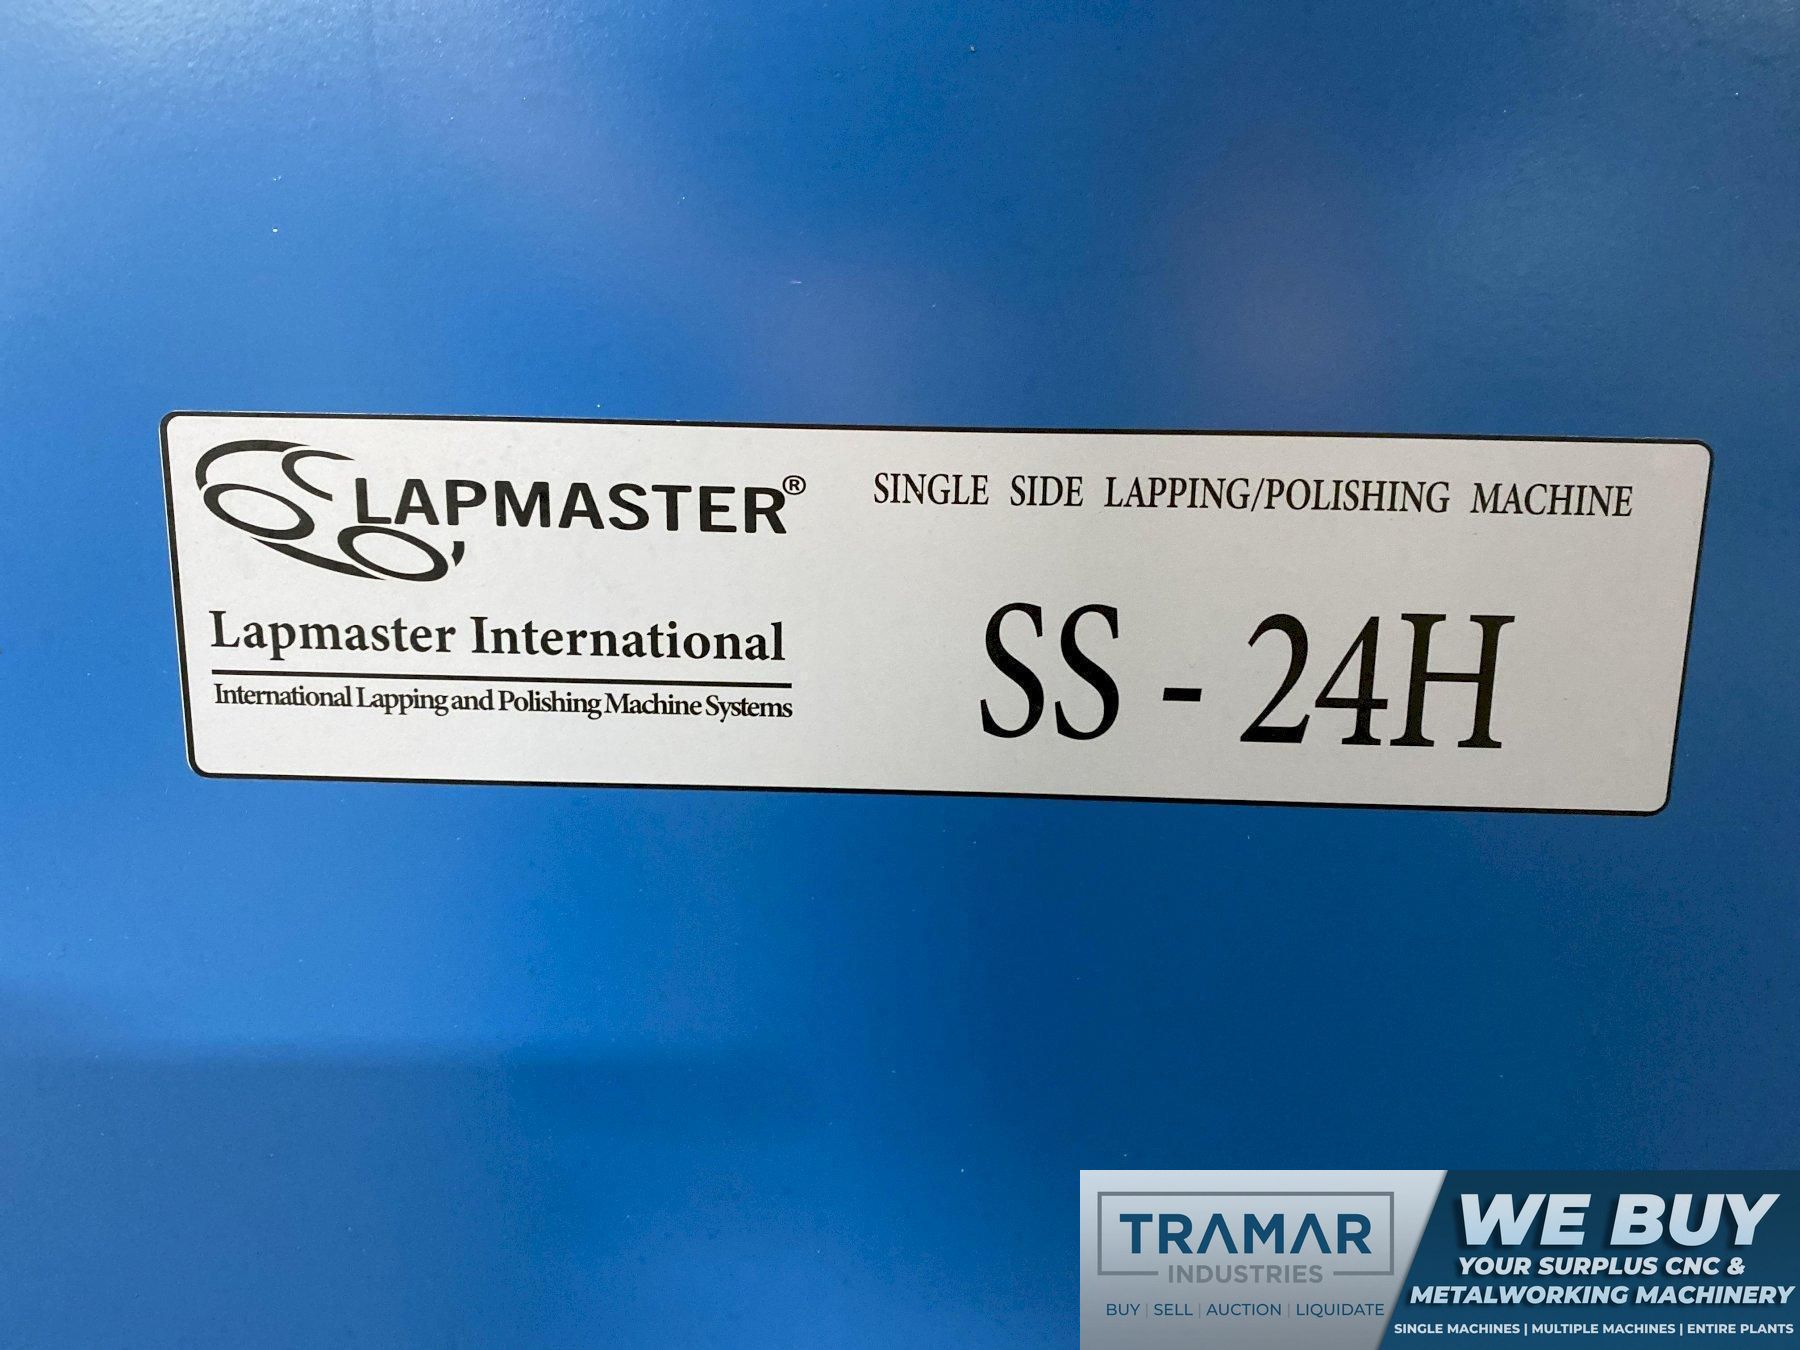 LAPMASTER®
Lapmaster International
International Lapping and Polishing Machine Systems
SINGLE SIDE LAPPING/POLISHING MACHINE
SS - 24H
TRAMAR
INDUSTRIES
BUY | SELL | AUCTION | LIQUIDATE
WE BUY
YOUR SURPLUS CNC &
METALWORKING MACHINERY
SINGLE MACHINES | MULTIPLE MACHINES | ENTIRE PLANTS